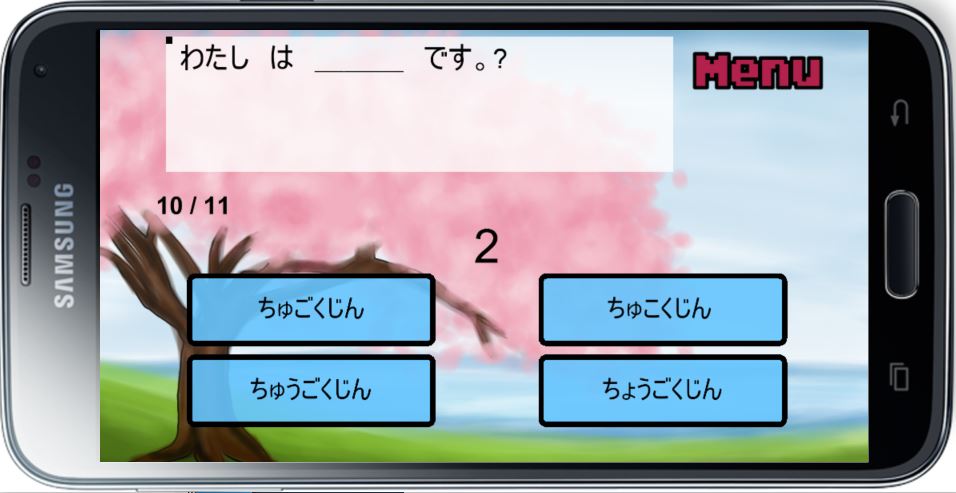 わたし は ______ です。?
Menu
10 / 11
2
ちゅごくじん
ちゅこくじん
ちゅうごくじん
ちょうごくじん
SAMSUNG